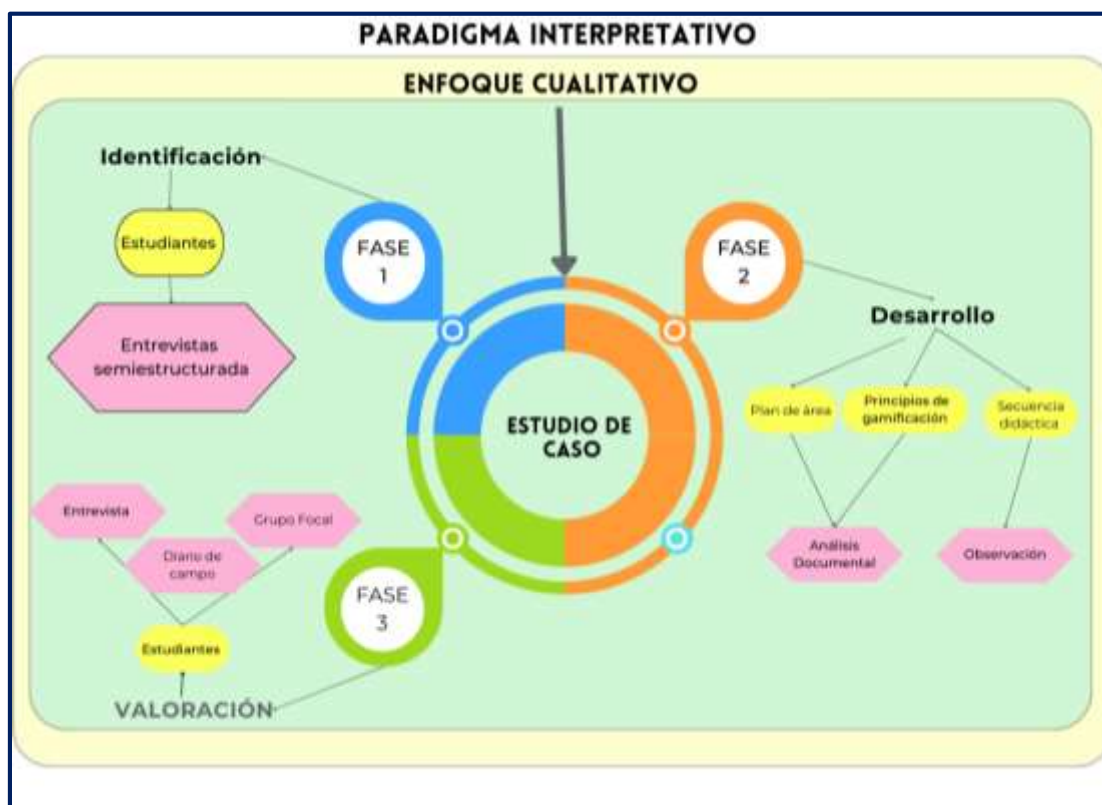 PARADIGMA INTERPRETATIVO
ENFOQUE CUALITATIVO
Identificación
Estudiantes
Entrevistas
semiestructurada
FASE
1
FASE
2
Desarrollo
Plan de área
Principios de
gamificación
Secuencia
didáctica
Análisis
Documental
Observación
ESTUDIO DE
CASO
Entrevista
Diario de
campo
Grupo Focal
Estudiantes
VALORACIÓN
FASE
3